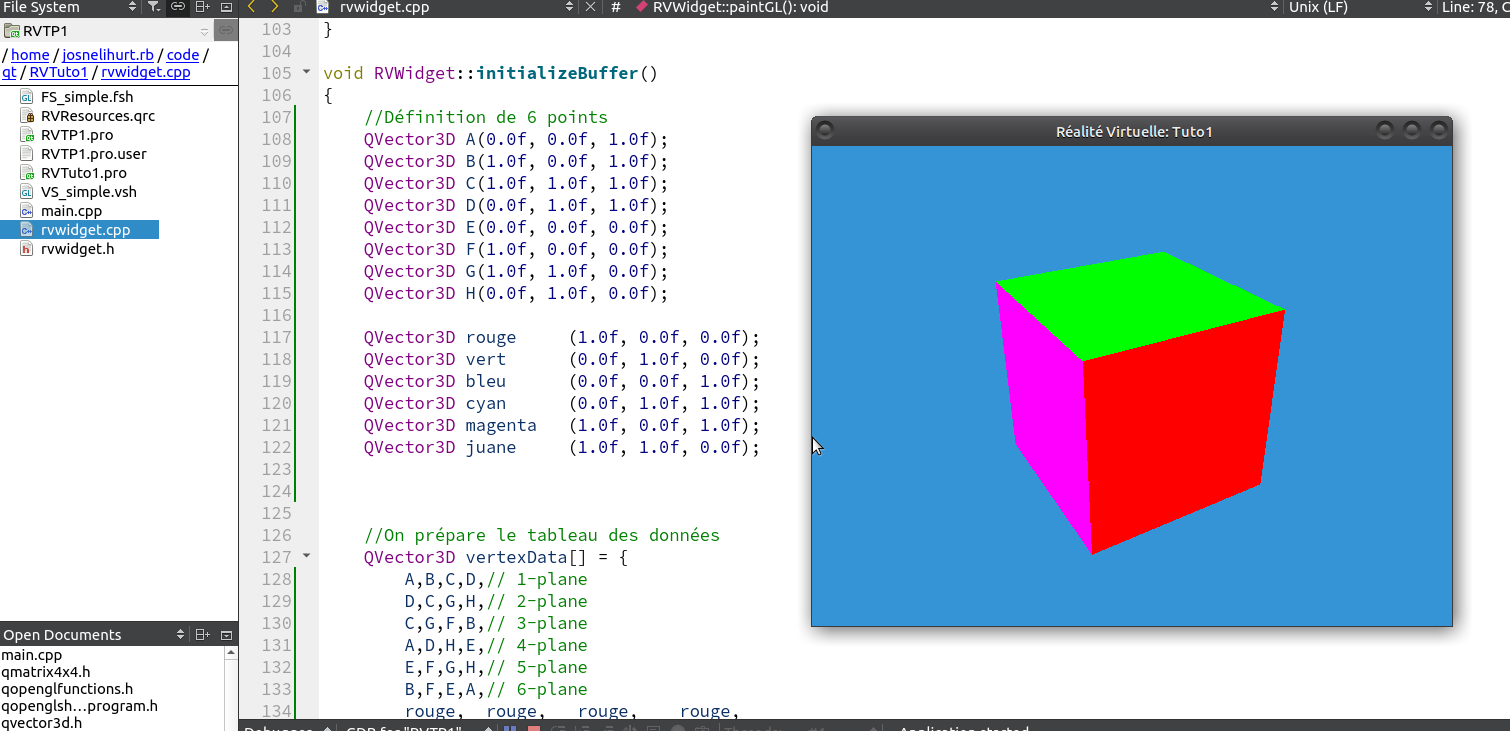 File System
rvwidget.cpp
#
RVWidget::paintGL(): void
Unix (LF)
Line: 78, C
RVTP1
/ home / josnelihurt.rb / code /
qt / RVTuto1 / rvwidget.cpp
FS_simple.fsh
RVResources.qrc
RVTP1.pro
RVTP1.pro.user
RVTuto1.pro
VS_simple.vsh
main.cpp
rvwidget.cpp
rvwidget.h
Open Documents
main.cpp
qmatrix4x4.h
qopenglfunctions.h
qopenglsh…program.h
qvector3d.h
103 }
104
105 void RVWidget::initializeBuffer()
106 {
107 //Définition de 6 points
108 QVector3D A(0.0f, 0.0f, 1.0f);
109 QVector3D B(1.0f, 0.0f, 1.0f);
110 QVector3D C(1.0f, 1.0f, 1.0f);
111 QVector3D D(0.0f, 1.0f, 1.0f);
112 QVector3D E(0.0f, 0.0f, 0.0f);
113 QVector3D F(1.0f, 0.0f, 0.0f);
114 QVector3D G(1.0f, 1.0f, 0.0f);
115 QVector3D H(0.0f, 1.0f, 0.0f);
116
117 QVector3D rouge (1.0f, 0.0f, 0.0f);
118 QVector3D vert (0.0f, 1.0f, 0.0f);
119 QVector3D bleu (0.0f, 0.0f, 1.0f);
120 QVector3D cyan (0.0f, 1.0f, 1.0f);
121 QVector3D magenta (1.0f, 0.0f, 1.0f);
122 QVector3D juane (1.0f, 1.0f, 0.0f);
123
124
125
126 //On prépare le tableau des données
127 QVector3D vertexData[] = {
128 A,B,C,D,// 1-plane
129 D,C,G,H,// 2-plane
130 C,G,F,B,// 3-plane
131 A,D,H,E,// 4-plane
132 E,F,G,H,// 5-plane
133 B,F,E,A,// 6-plane
134 rouge, rouge, rouge, rouge,
Réalité Virtuelle: Tuto1
GDB for "RVTP1"
Application started